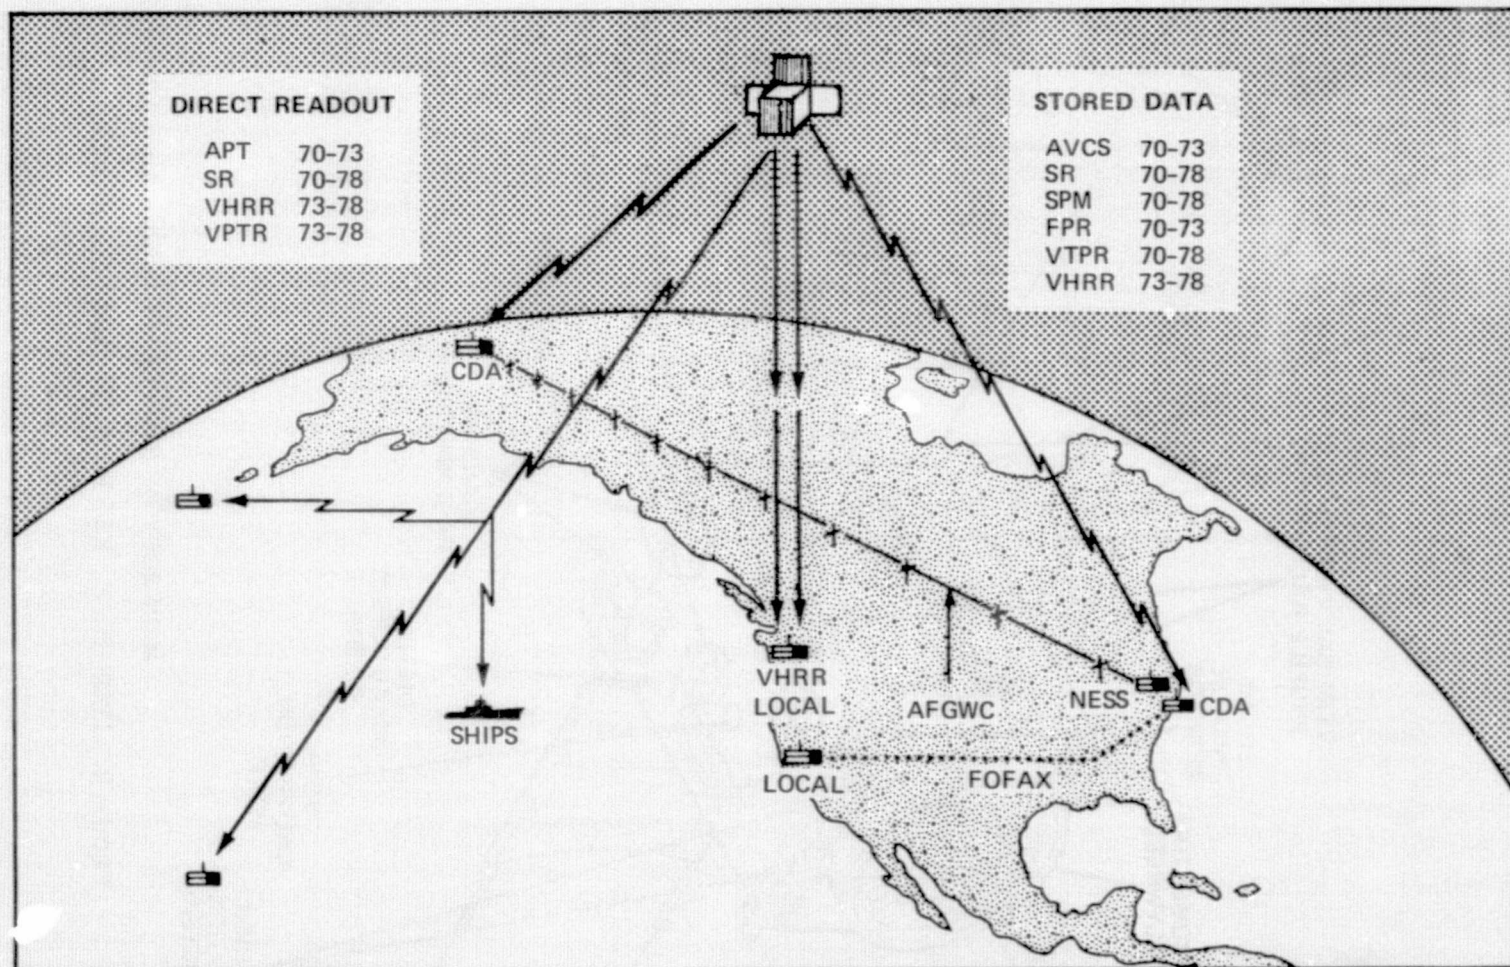 DIRECT READOUT
APT 70-73
SR 70-78
VHRR 73-78
VPTR 73-78
STORED DATA
AVCS 70-73
SR 70-78
SPM 70-78
FPR 70-73
VTPR 70-78
VHRR 73-78
CDA
VHRR
LOCAL
AFGWC
NESS
CDA
SHIPS
LOCAL
FOFAX